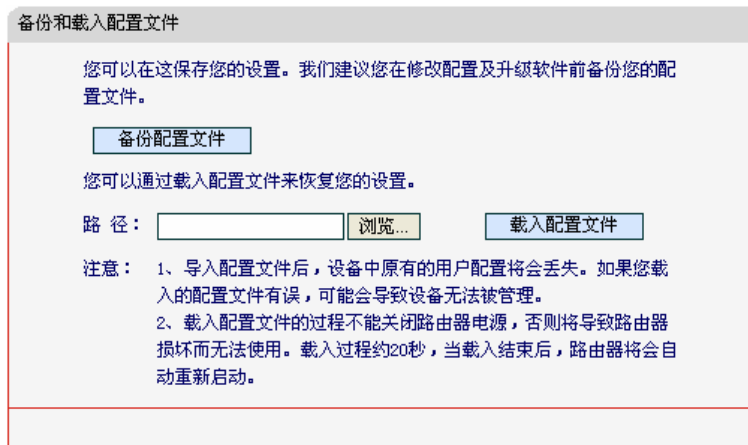 备份和载入配置文件
您可以在这保存您的设置。我们建议您在修改配置及升级软件前备份您的配
置文件。
备份配置文件
您可以通过载入配置文件来恢复您的设置。
路 径： 浏览... 载入配置文件
注意： 1、导入配置文件后，设备中原有的用户配置将会丢失。如果您载
入的配置文件有误，可能会导致设备无法被管理。
2、载入配置文件的过程不能关闭路由器电源，否则将导致路由器
损坏而无法使用。载入过程约20秒，当载入结束后，路由器将会自
动重新启动。